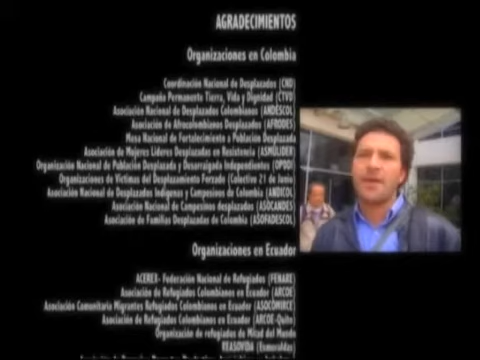 AGRADECIMIENTOS
Organizaciones en Colombia
Coordinación Nacional de Desplazados (CND)
Campaña Permanente Tierra, Vida y Dignidad (CTVD)
Asociación Nacional de Desplazados Colombianos (ANDESCOL)
Asociación de Afrocolombianos Desplazados (AFRODES)
Mesa Nacional de Fortalecimiento a Población Desplazada
Asociación de Mujeres Lideres Desplazadas en Resistencia (ASMULIDER)
Organización Nacional de Población Desplazada y Desarraigada Independientes (OPDDI)
Organizaciones de Victimas del Desplazamiento Forzado (Colectivo 21 de Junio
Asociación Nacional de Desplazados Indigenas y Campesinos de Colombia (ANDICOL)
Asociación Nacional de Campesinos desplazados (ASOCANDES)
Asociación de Familias Desplazadas de Colombia (ASOFADESCOL)
Organizaciones en Ecuador
ACEREX- Federación Nacional de Refugiados (FENARE)
Asociación de Refugiados Colombianos en Ecuador (ARCOE)
Asociación Comunitaria Migrantes Refugiados Colombianos en Ecuador (ASOCOMIRCE)
Asociación de Refugiados Colombianos en Ecuador (ARCOE-Quito)
Organización de refugiados de Mitad del Mundo
REASOVIDA (Esmeraldas)